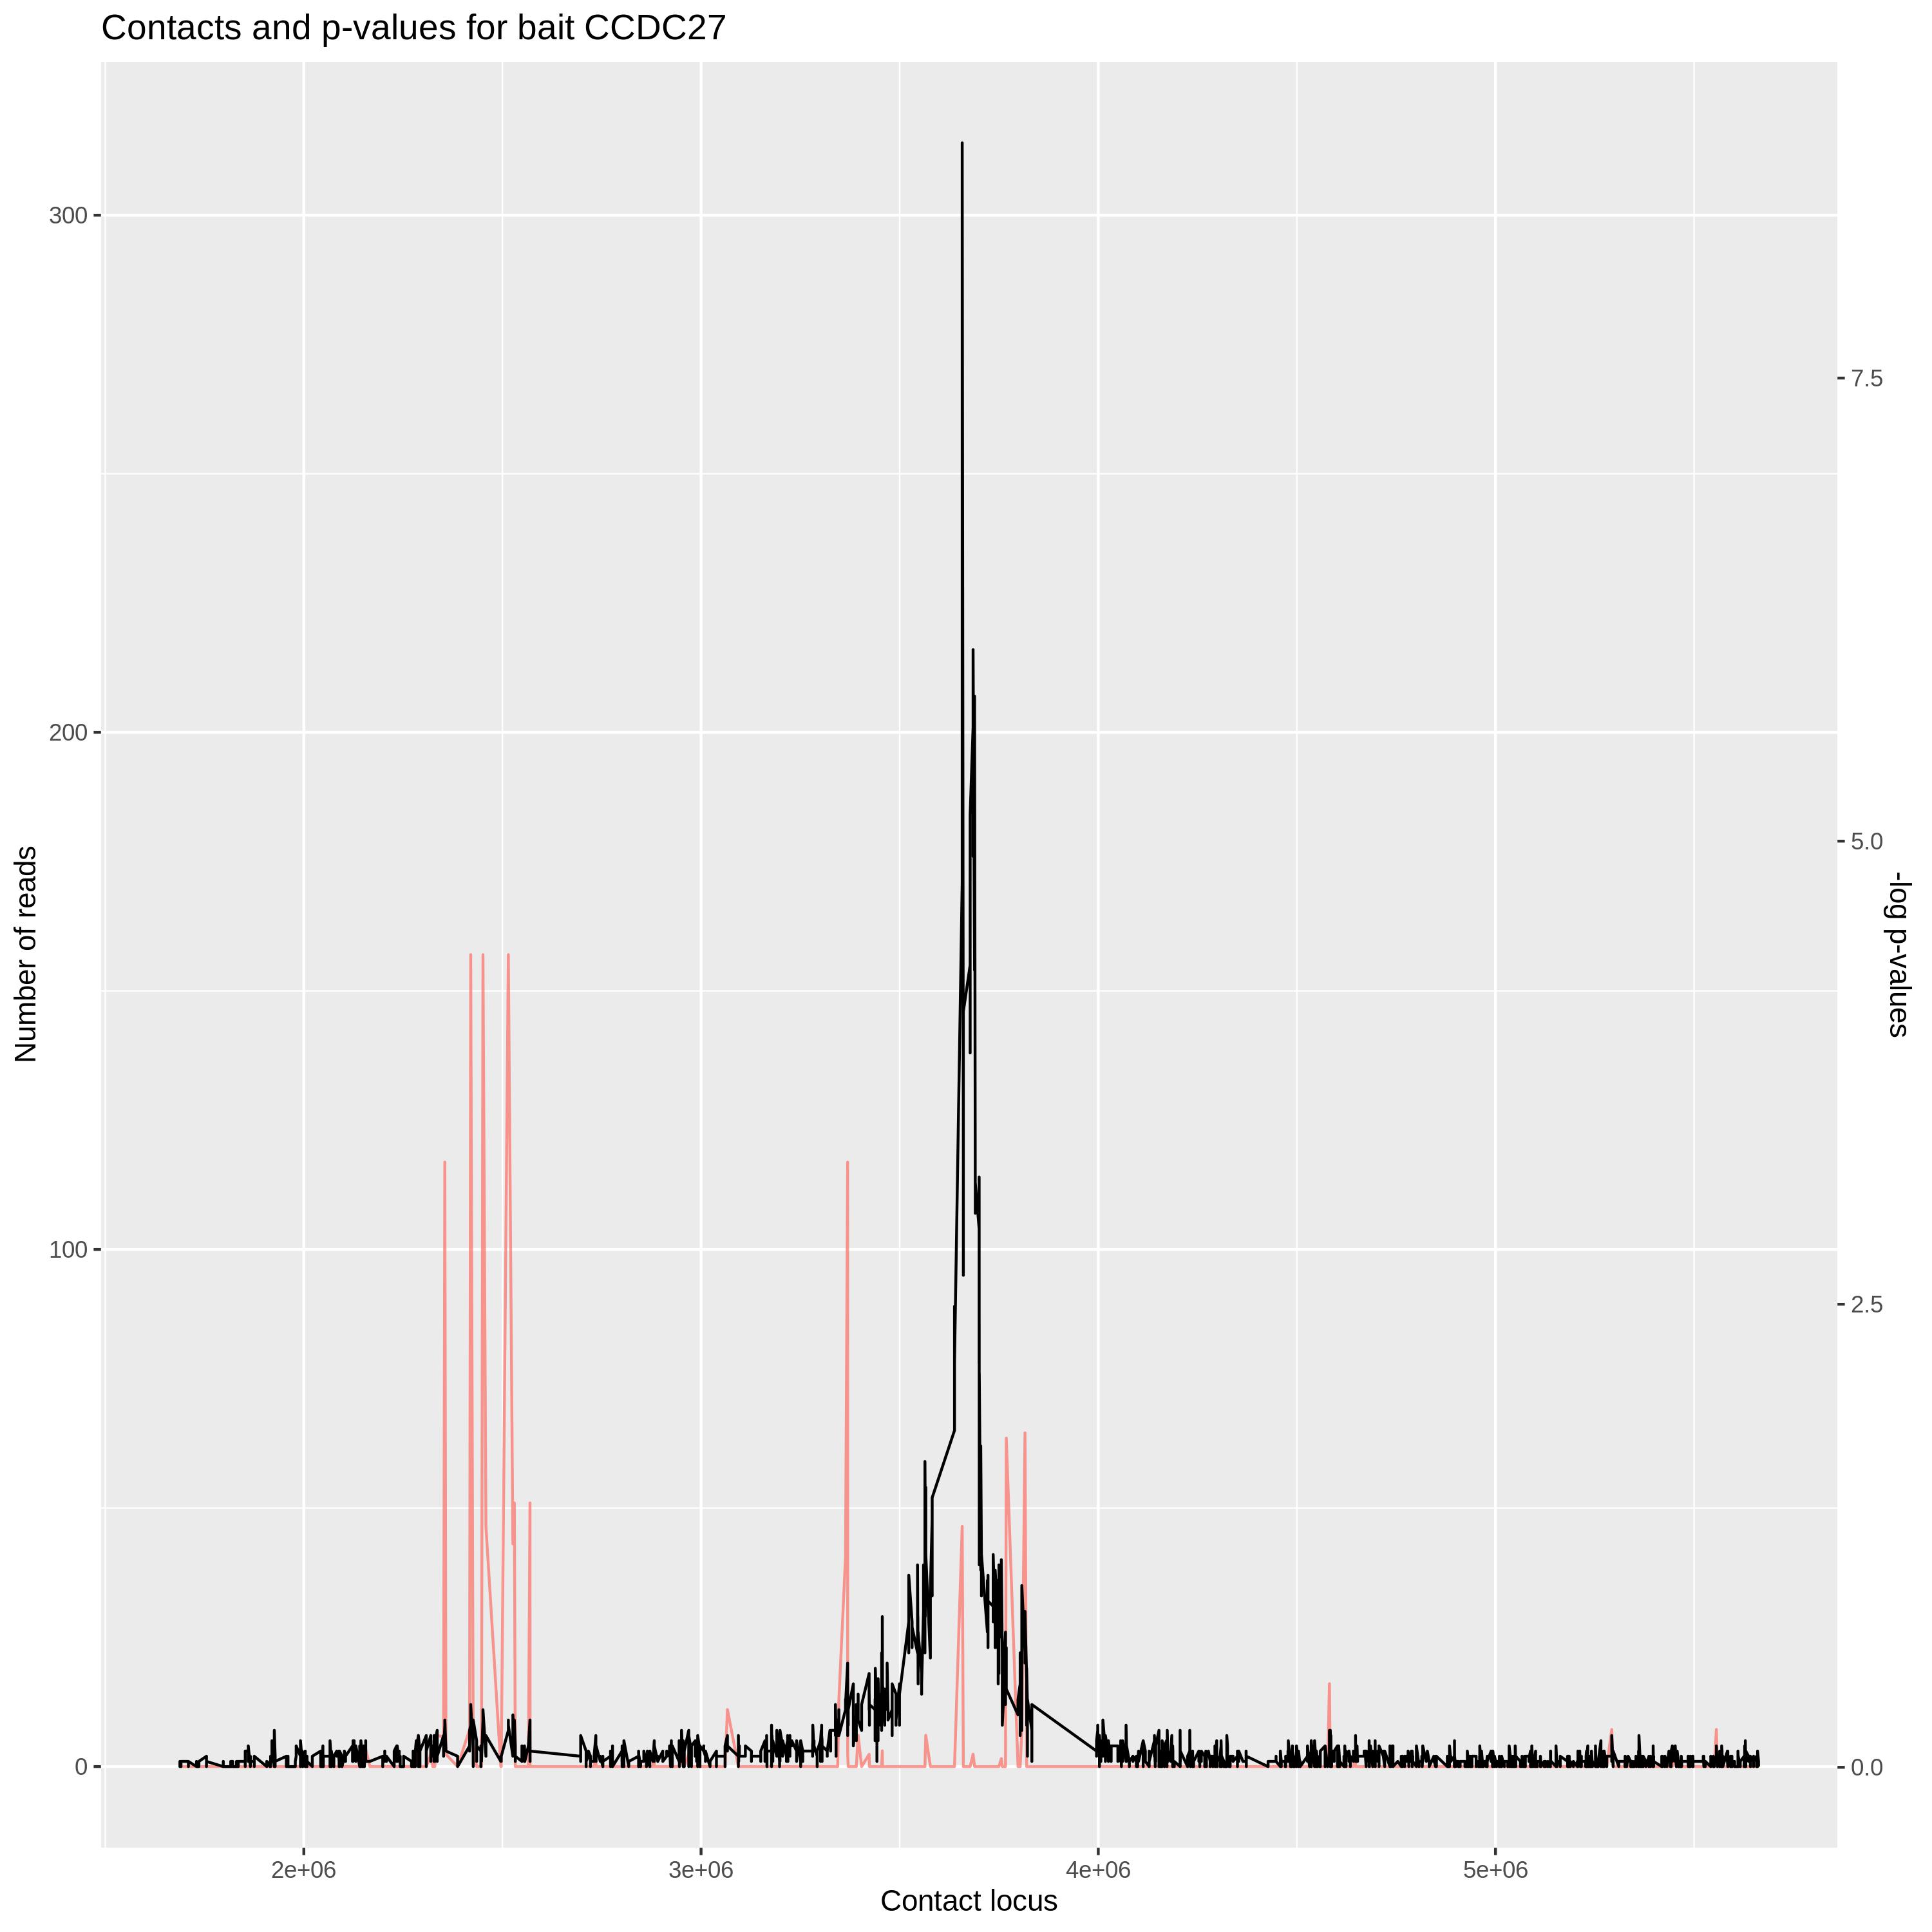 Contacts and p-values for bait CCDC27
300
200
100
0
Number of reads
7.5
5.0
2.5
0.0
-log p-values
2e+06
3e+06
4e+06
5e+06
Contact locus